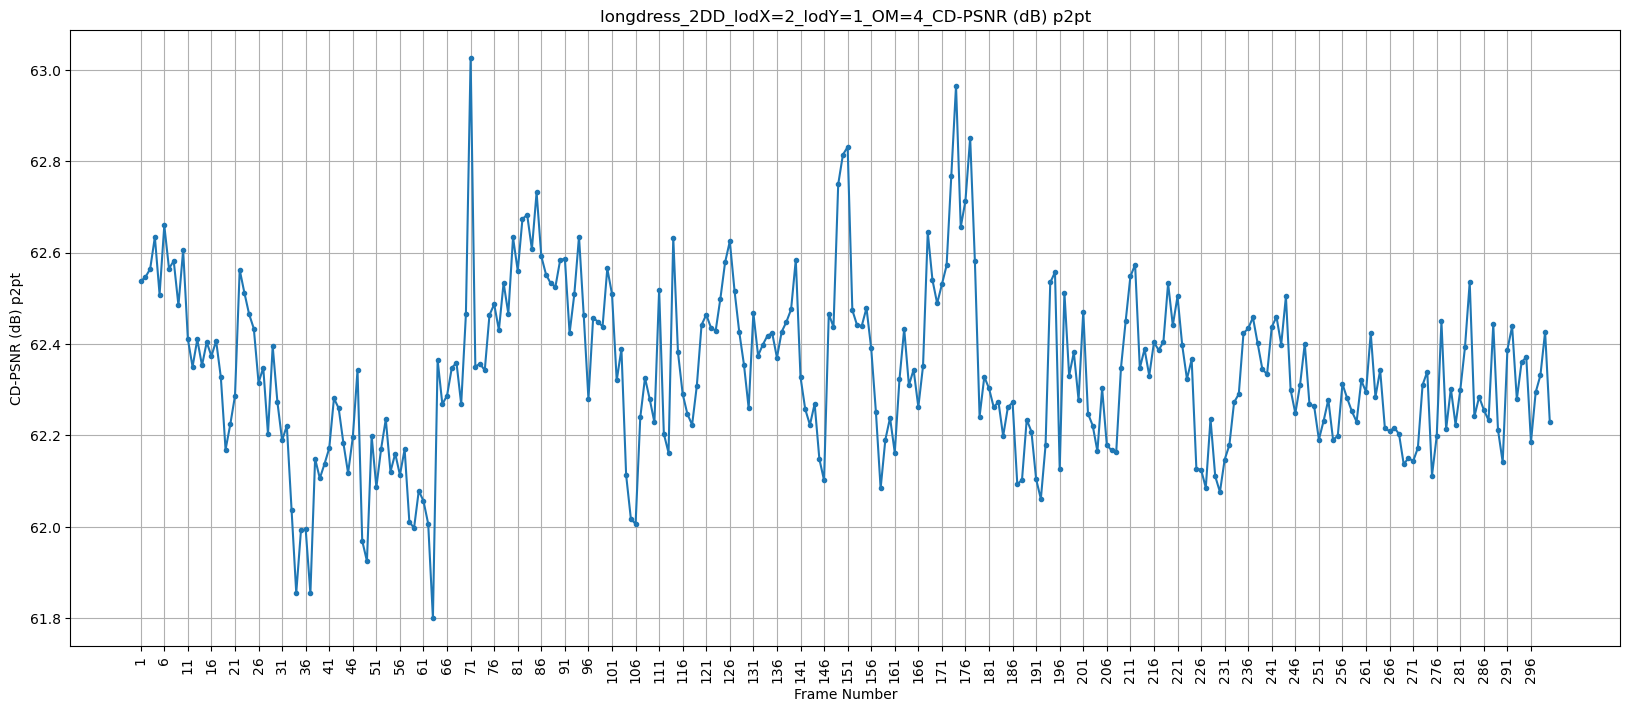 longdress_2DD_lodX=2_lodY=1_OM=4_CD-PSNR (dB) p2pt
CD-PSNR (dB) p2pt
63.0
62.8
62.6
62.4
62.2
62.0
61.8
1 6 11 16 21 26 31 36 41 46 51 56 61 66 71 76 81 86 91 96 101 106 111 116 121 126 131 136 141 146 151 156 161 166 171 176 181 186 191 196 201 206 211 216 221 226 231 236 241 246 251 256 261 266 271 276 281 286 291 296
Frame Number